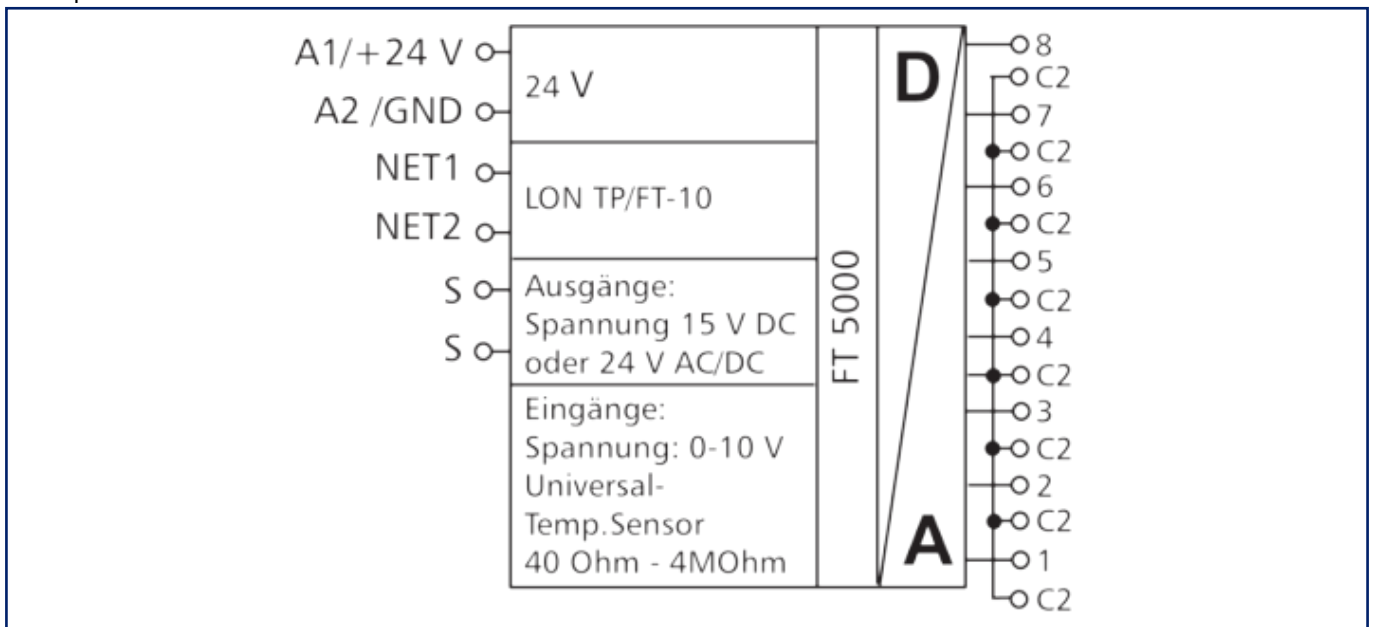 A1/+24 V
A2 /GND
NET1
NET2
S
S
24 V
LON TP/FT-10
Ausgänge:
Spannung 15 V DC
oder 24 V AC/DC
Eingänge:
Spannung: 0-10 V
Universal-
Temp.Sensor
40 Ohm - 4MOhm
FT 5000
D
A
8
C2
7
C2
6
C2
5
C2
4
C2
3
C2
2
C2
1
C2